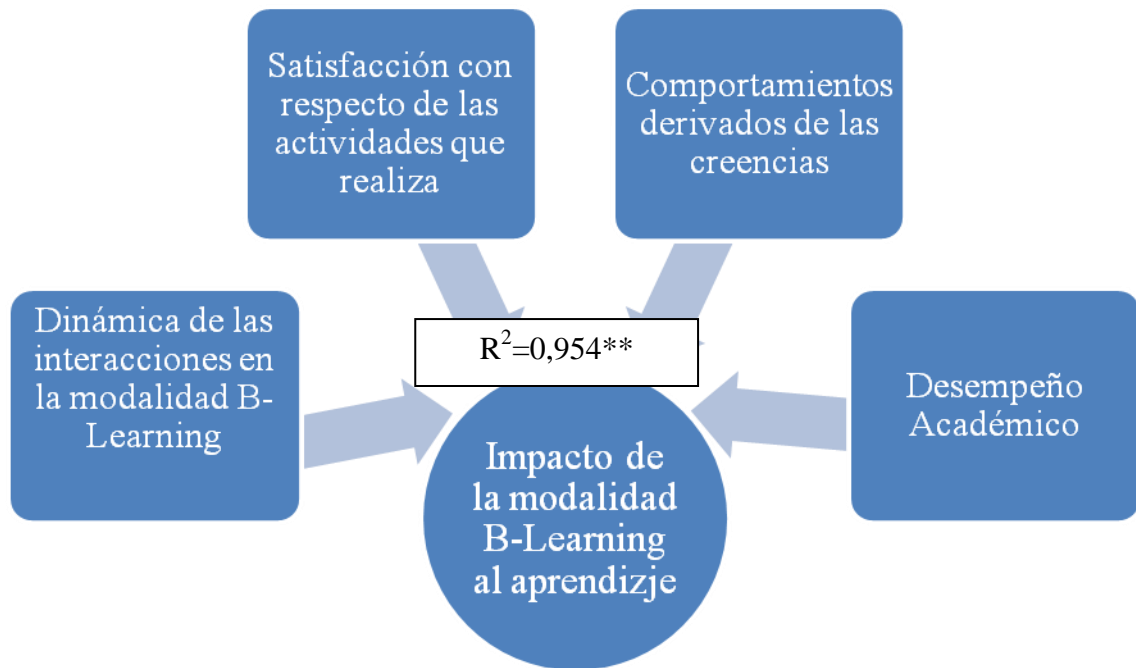 Satisfacción con
respecto de las
actividades que
realiza
Comportamientos
derivados de las
creencias
Dinámica de las
interacciones en
la modalidad B-
Learning
R²=0,954**
Desempeño
Académico
Impacto de
la modalidad
B-Learning
al aprendizje